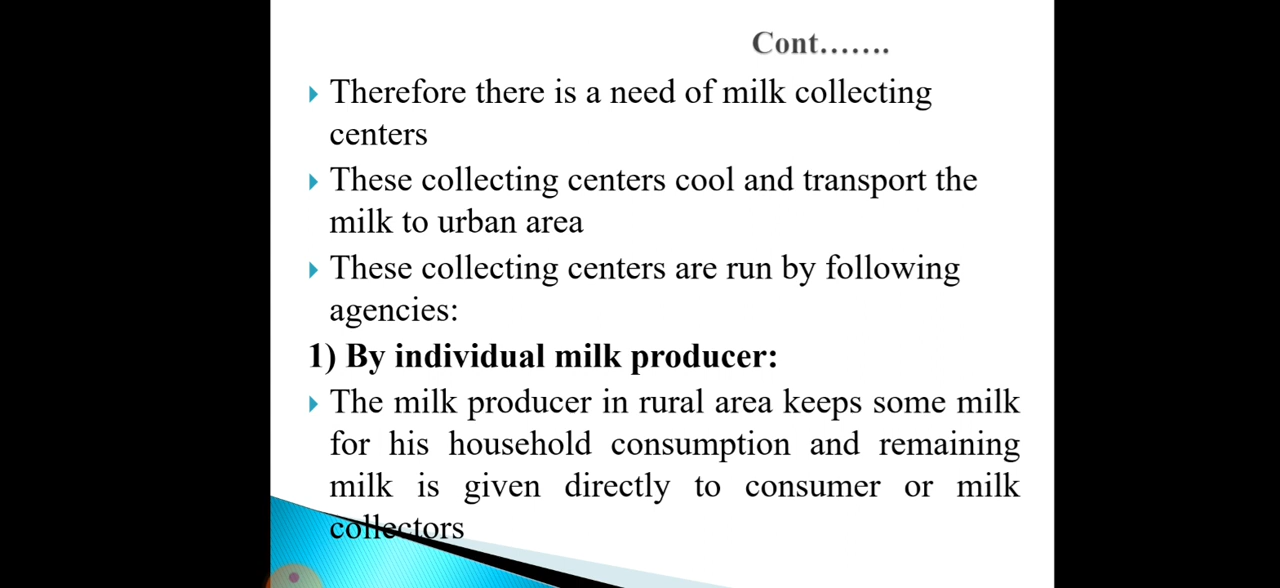 Cont…….
Therefore there is a need of milk collecting
centers
These collecting centers cool and transport the
milk to urban area
These collecting centers are run by following
agencies:
1) By individual milk producer:
The milk producer in rural area keeps some milk
for his household consumption and remaining
milk is given directly to consumer or milk
collectors